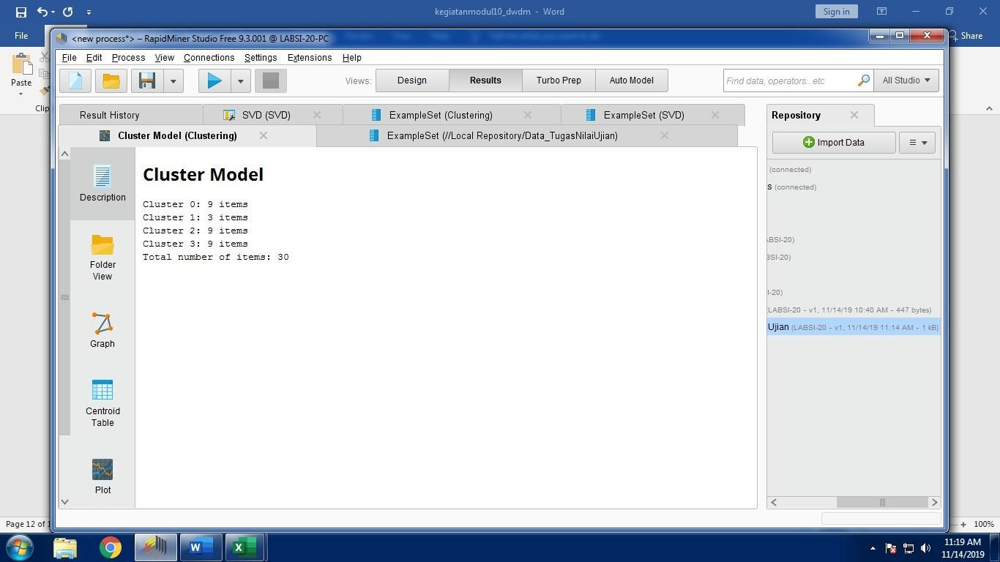 kegiatanmodul10_dwdm - Word
Sign in
File
Share
Paste
Clip
<new process*> – RapidMiner Studio Free 9.3.001 @ LABSI-20-PC
File Edit Process View Connections Settings Extensions Help
Views: Design Results Turbo Prep Auto Model
Find data, operators...etc
All Studio
Result History
SVD (SVD)
ExampleSet (Clustering)
ExampleSet (SVD)
Cluster Model (Clustering)
ExampleSet (//Local Repository/Data_TugasNilaiUjian)
Description
Folder
View
Graph
Centroid
Table
Plot
Cluster Model
Cluster 0: 9 items
Cluster 1: 3 items
Cluster 2: 9 items
Cluster 3: 9 items
Total number of items: 30
Repository
Import Data
(connected)
s (connected)
ABSI-20)
BSI-20)
I-20)
LABSI-20 - v1, 11/14/19 10:40 AM - 447 bytes)
Ujian (LABSI-20 - v1, 11/14/19 11:14 AM - 1 kB)
Page 12 of 1
100%
11:19 AM
11/14/2019